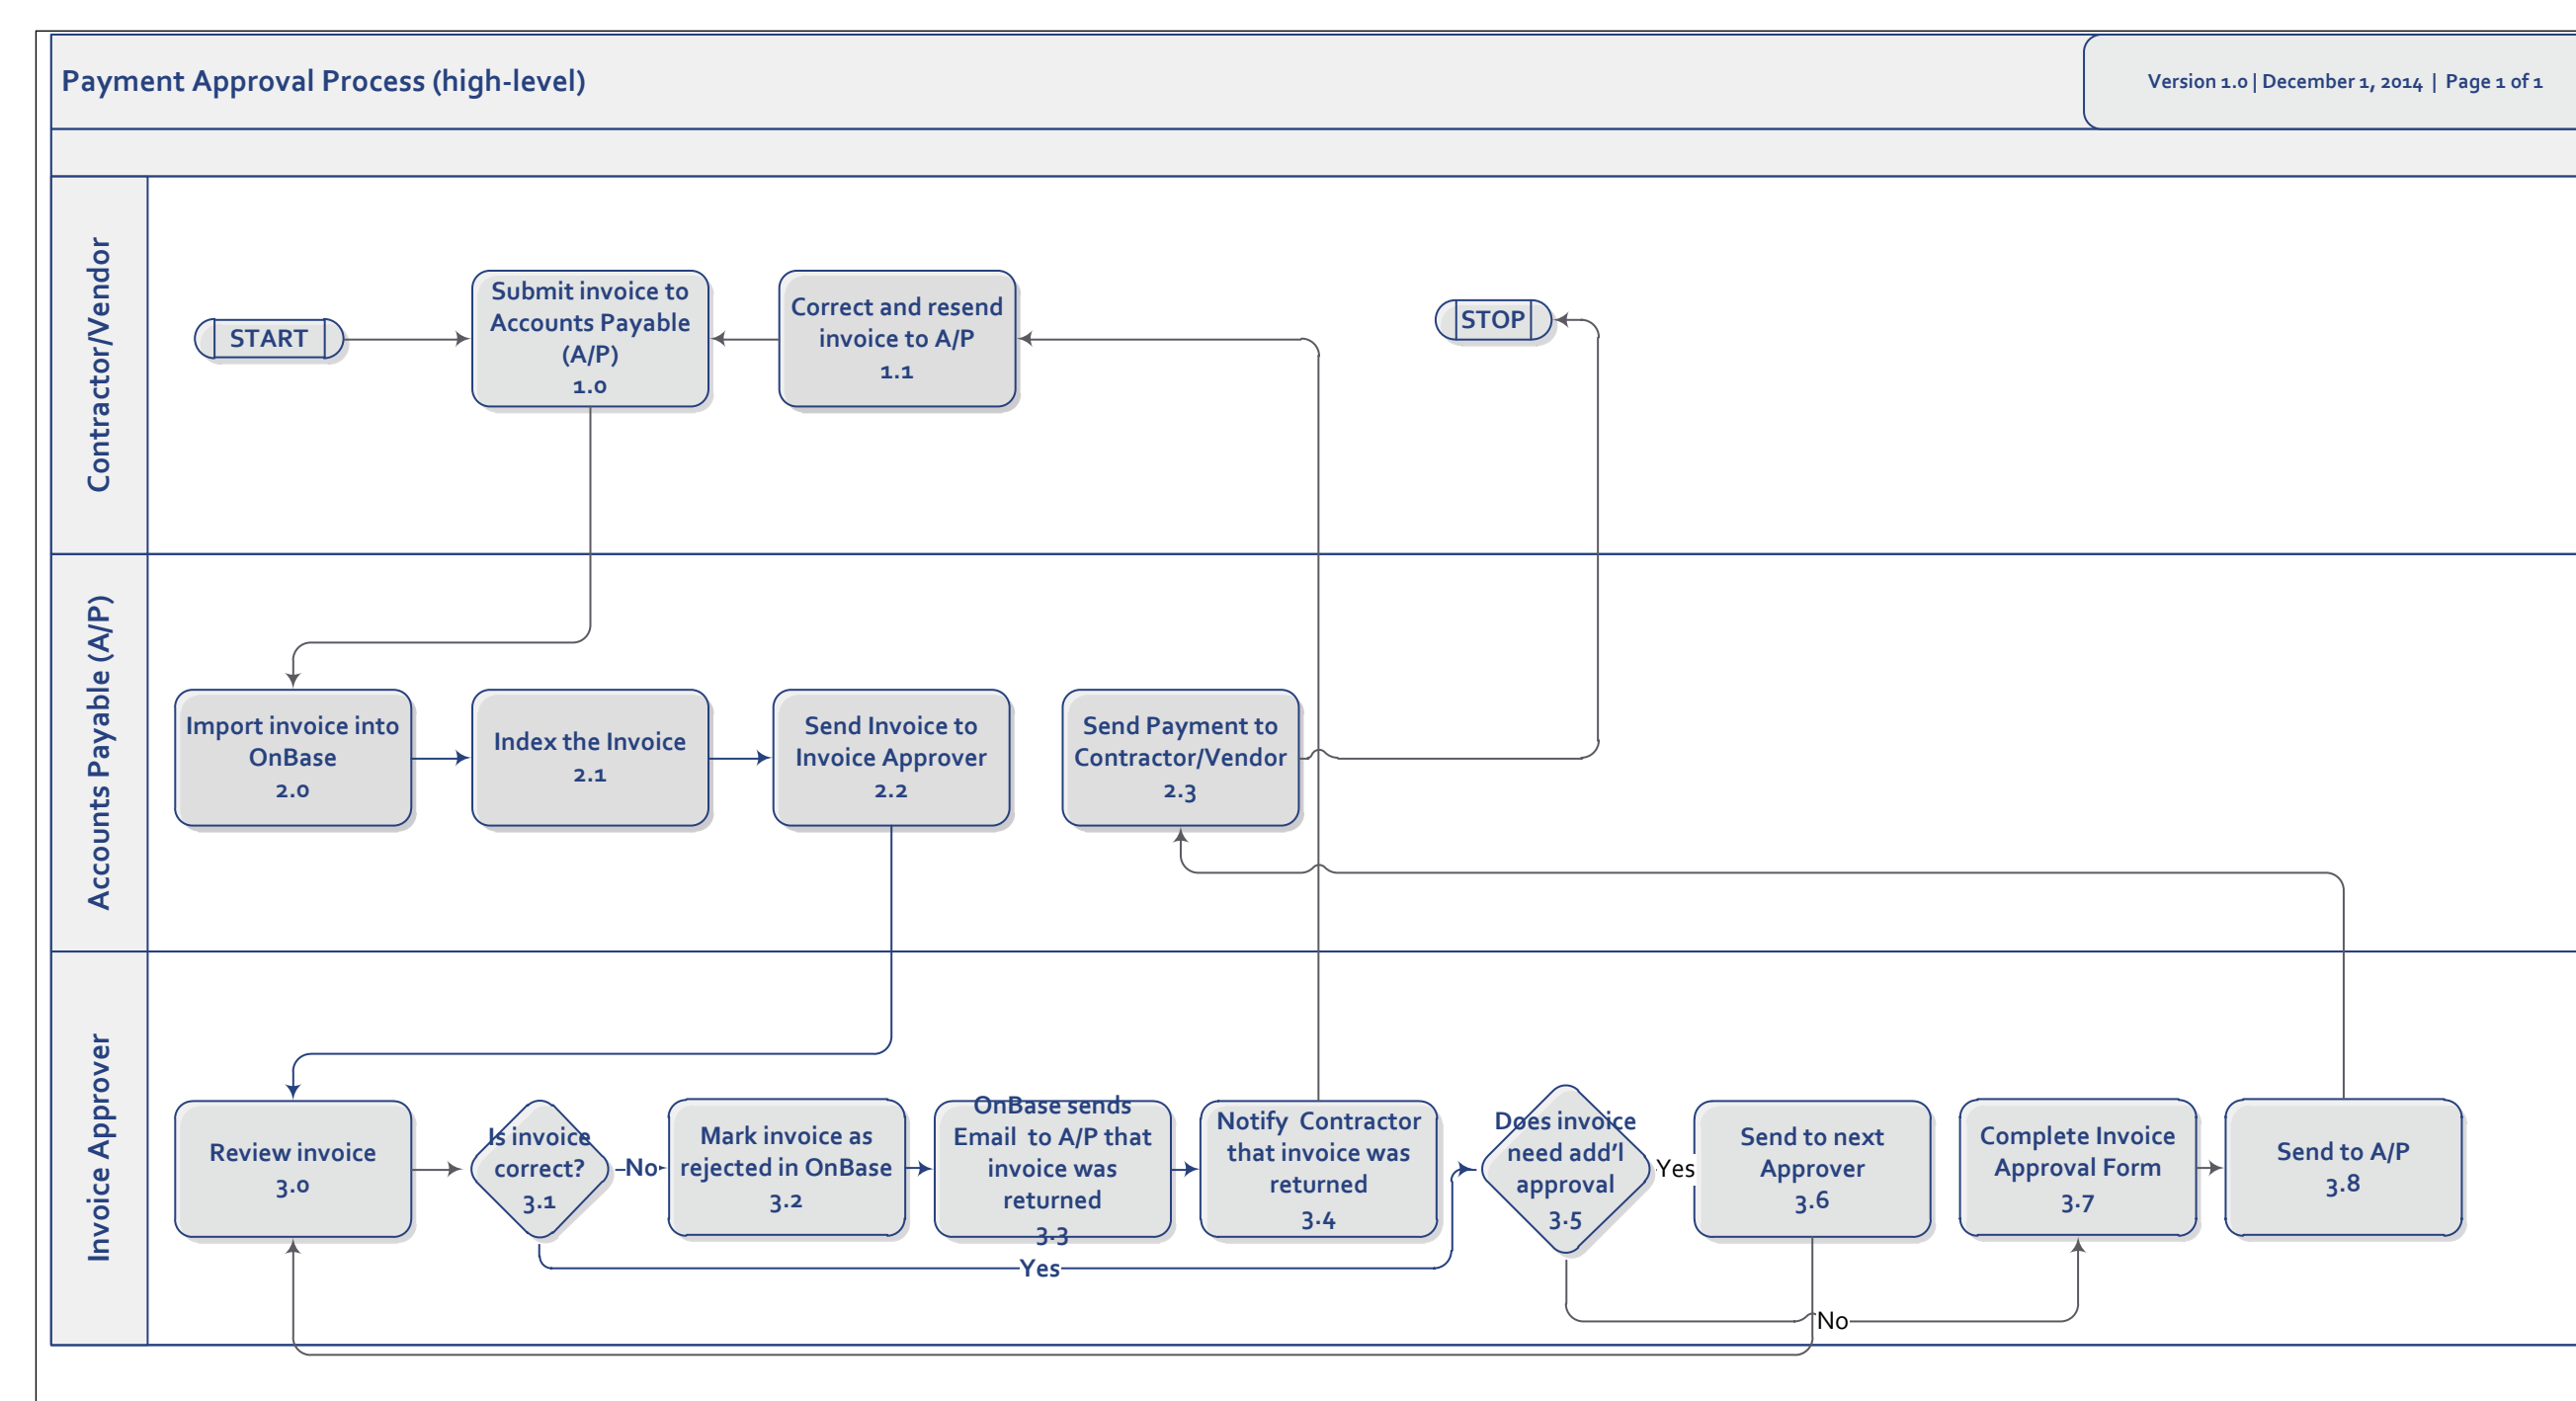 Payment Approval Process (high-level)
Version 1.0 | December 1, 2014 | Page 1 of 1
Contractor/Vendor
START
Submit invoice to
Accounts Payable
(A/P)
1.0
Correct and resend
invoice to A/P
1.1
STOP
Accounts Payable (A/P)
Import invoice into
OnBase
2.0
Index the Invoice
2.1
Send Invoice to
Invoice Approver
2.2
Send Payment to
Contractor/Vendor
2.3
Invoice Approver
Review invoice
3.0
Is invoice
correct?
3.1
No
Mark invoice as
rejected in OnBase
3.2
OnBase sends
Email to A/P that
invoice was
returned
3.3
Notify Contractor
that invoice was
returned
3.4
Yes
Does invoice
need add'l
approval
3.5
Yes
Send to next
Approver
3.6
No
Complete Invoice
Approval Form
3.7
Send to A/P
3.8